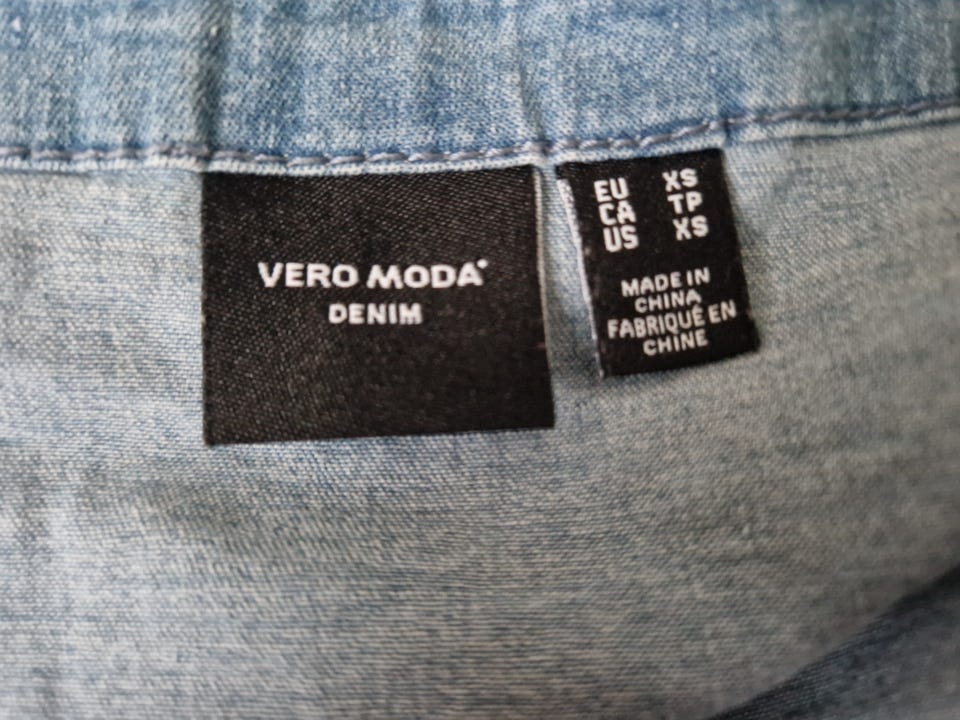 VERO MODA
DENIM
EU XS
CA TP
US XS
MADE IN
CHINA
FABRIQUÉ EN
CHINE